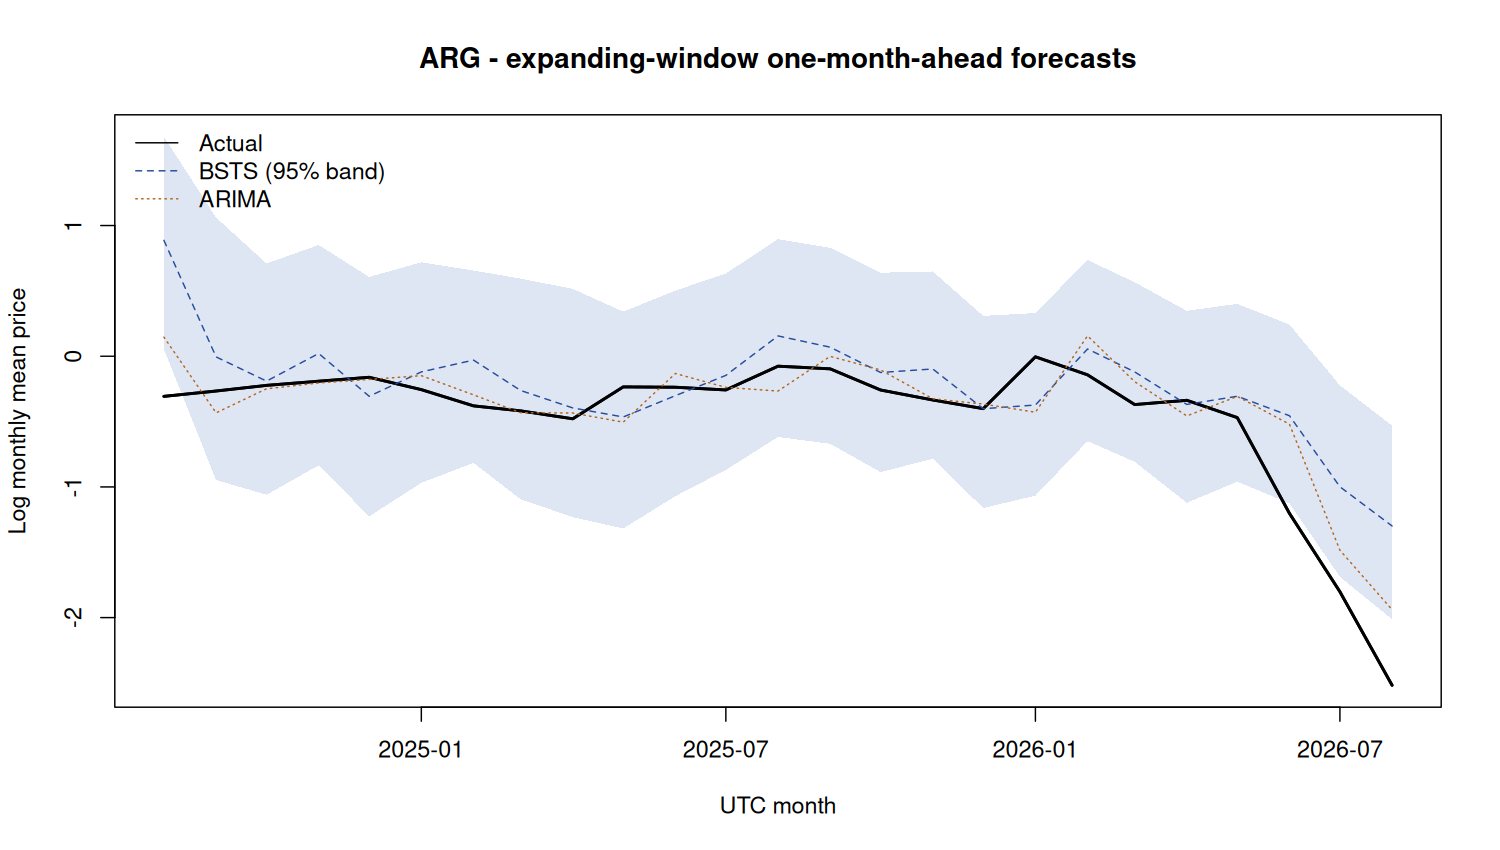 ARG - expanding-window one-month-ahead forecasts
Actual
BSTS (95% band)
ARIMA
1
0
-1
-2
Log monthly mean price
2025-01
2025-07
2026-01
2026-07
UTC month